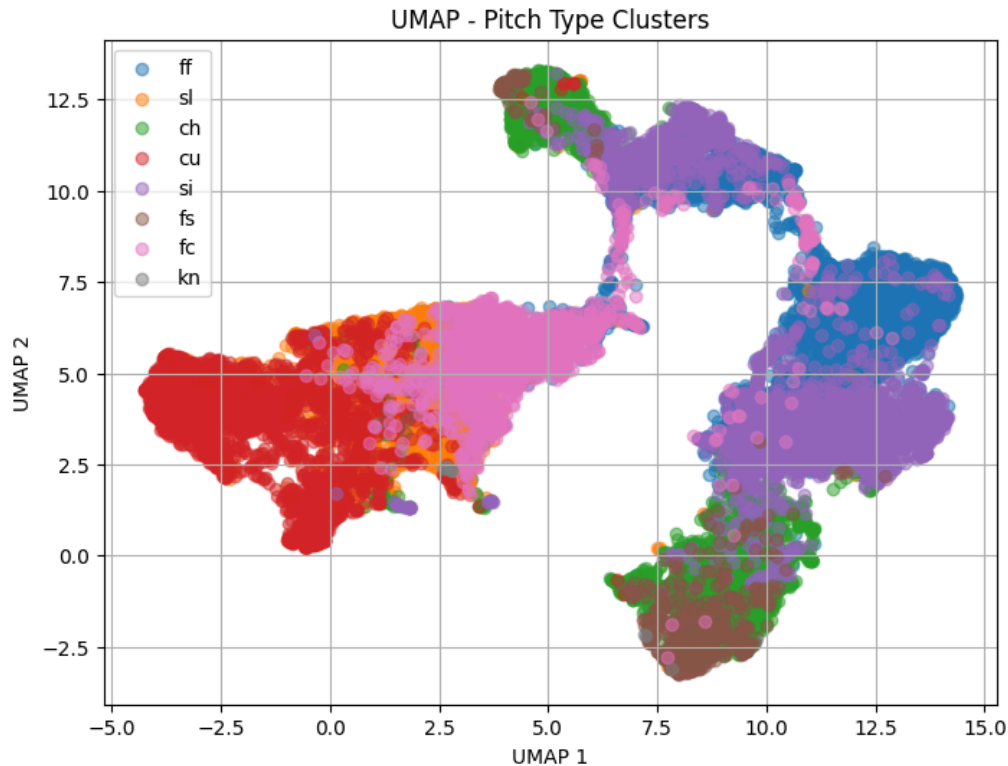 UMAP - Pitch Type Clusters
ff
sl
ch
cu
si
fs
fc
kn
12.5
10.0
7.5
5.0
2.5
0.0
−2.5
UMAP 2
−5.0 −2.5 0.0 2.5 5.0 7.5 10.0 12.5 15.0
UMAP 1